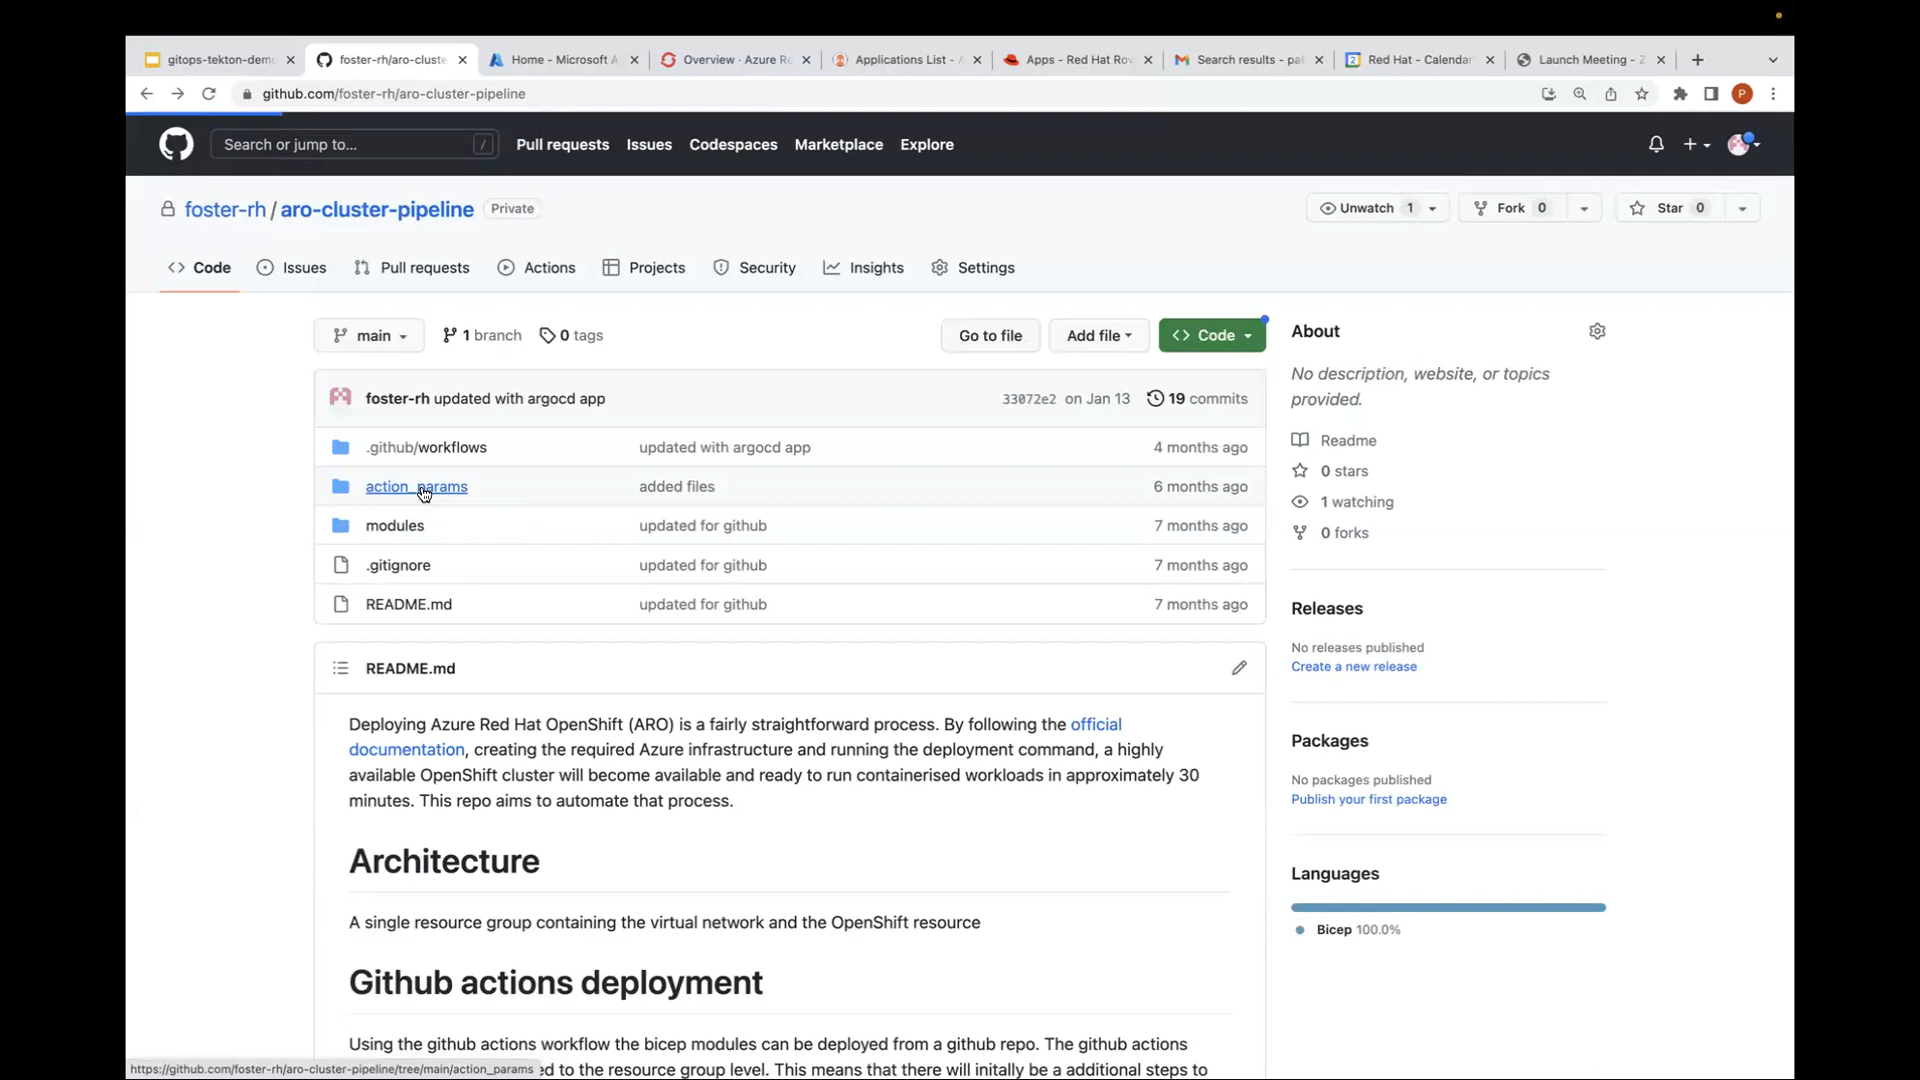 gitops-tekton-dem
foster-rh/aro-cluste
Home - Microsoft A
Overview - Azure Re
Applications List - A
Apps - Red Hat Rov
Search results - pa
Red Hat - Calendar
Launch Meeting - Z
github.com/foster-rh/aro-cluster-pipeline
P
Search or jump to... /
Pull requests Issues Codespaces Marketplace Explore
foster-rh / aro-cluster-pipeline Private
Unwatch 1 Fork 0 Star 0
Code Issues Pull requests Actions Projects Security Insights Settings
main 1 branch 0 tags Go to file Add file Code
foster-rh updated with argocd app 33072e2 on Jan 13 19 commits
.github/workflows updated with argocd app 4 months ago
action_params added files 6 months ago
modules updated for github 7 months ago
.gitignore updated for github 7 months ago
README.md updated for github 7 months ago
README.md
Deploying Azure Red Hat OpenShift (ARO) is a fairly straightforward process. By following the official
documentation, creating the required Azure infrastructure and running the deployment command, a highly
available OpenShift cluster will become available and ready to run containerised workloads in approximately 30
minutes. This repo aims to automate that process.
Architecture
A single resource group containing the virtual network and the OpenShift resource
Github actions deployment
Using the github actions workflow the bicep modules can be deployed from a github repo. The github actions
ed to the resource group level. This means that there will initally be a additional steps to
https://github.com/foster-rh/aro-cluster-pipeline/tree/main/action_params
About
No description, website, or topics
provided.
Readme
0 stars
1 watching
0 forks
Releases
No releases published
Create a new release
Packages
No packages published
Publish your first package
Languages
Bicep 100.0%